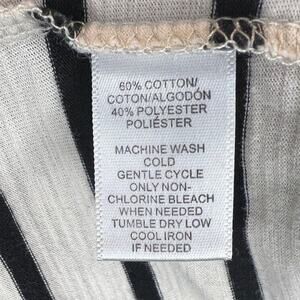 60% COTTON/
COTON/ALGODÓN
40% POLYESTER
POLIÉSTER
MACHINE WASH
COLD
GENTLE CYCLE
ONLY NON-
CHLORINE BLEACH
WHEN NEEDED
TUMBLE DRY LOW
COOL IRON
IF NEEDED